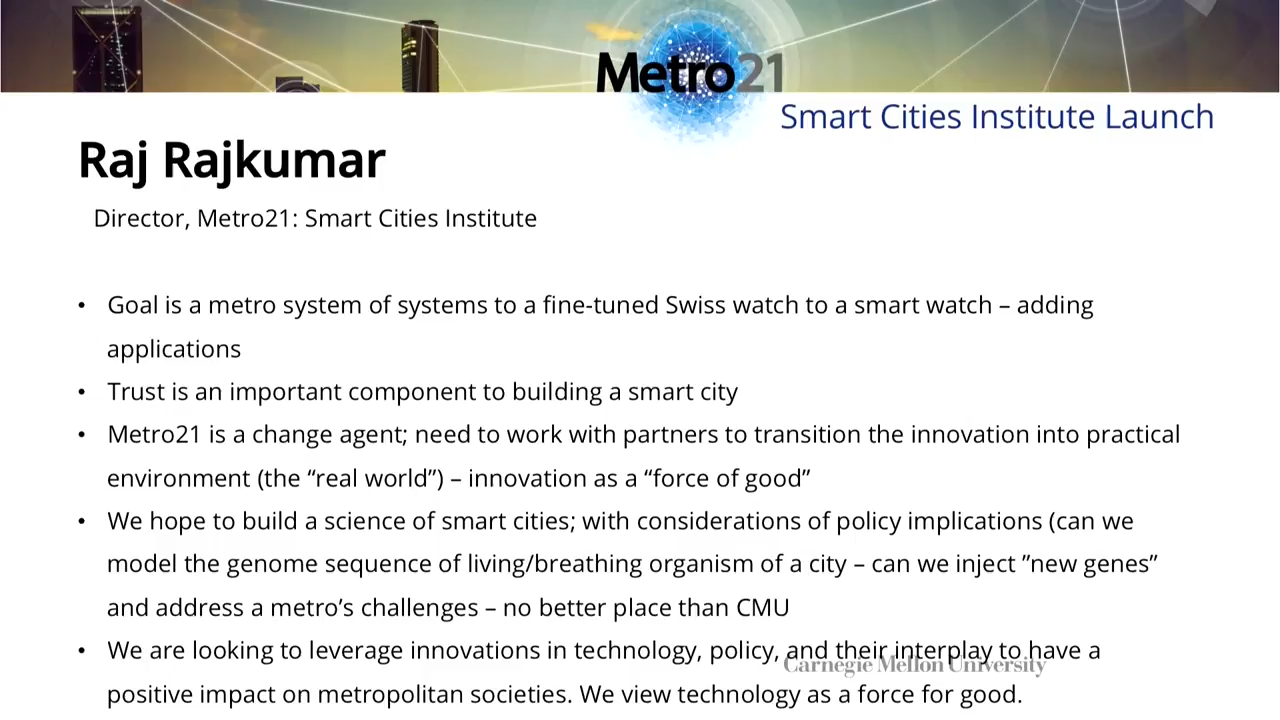 Metro21
Smart Cities Institute Launch
Raj Rajkumar
Director, Metro21: Smart Cities Institute
• Goal is a metro system of systems to a fine-tuned Swiss watch to a smart watch – adding
applications
• Trust is an important component to building a smart city
• Metro21 is a change agent; need to work with partners to transition the innovation into practical
environment (the “real world”) – innovation as a “force of good”
• We hope to build a science of smart cities; with considerations of policy implications (can we
model the genome sequence of living/breathing organism of a city – can we inject ”new genes”
and address a metro’s challenges – no better place than CMU
• We are looking to leverage innovations in technology, policy, and their interplay to have a
Carnegie Mellon University
positive impact on metropolitan societies. We view technology as a force for good.